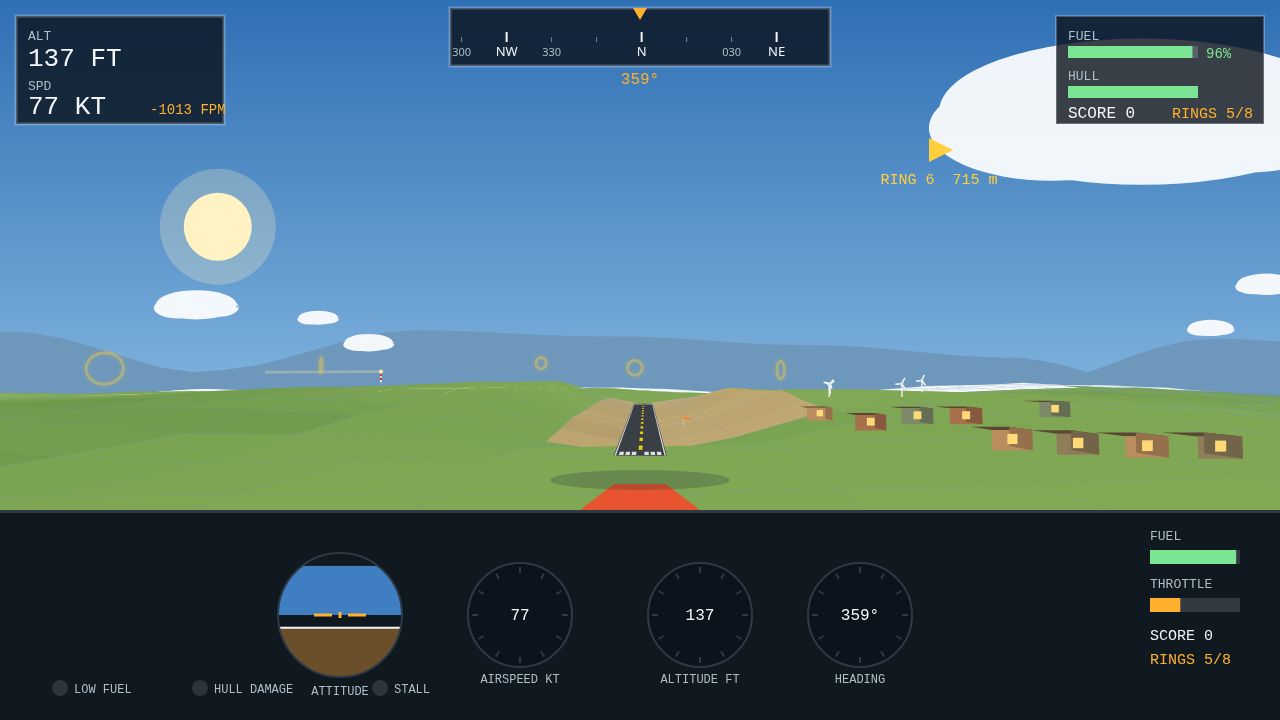 ALT
137 FT
SPD
77 KT -1013 FPM
300 NW 330 N 030 NE
359°
FUEL
96%
HULL
SCORE 0 RINGS 5/8
RING 6 715 m
77
137
359°
AIRSPEED KT
ALTITUDE FT
HEADING
LOW FUEL
HULL DAMAGE
ATTITUDE
STALL
FUEL
THROTTLE
SCORE 0
RINGS 5/8